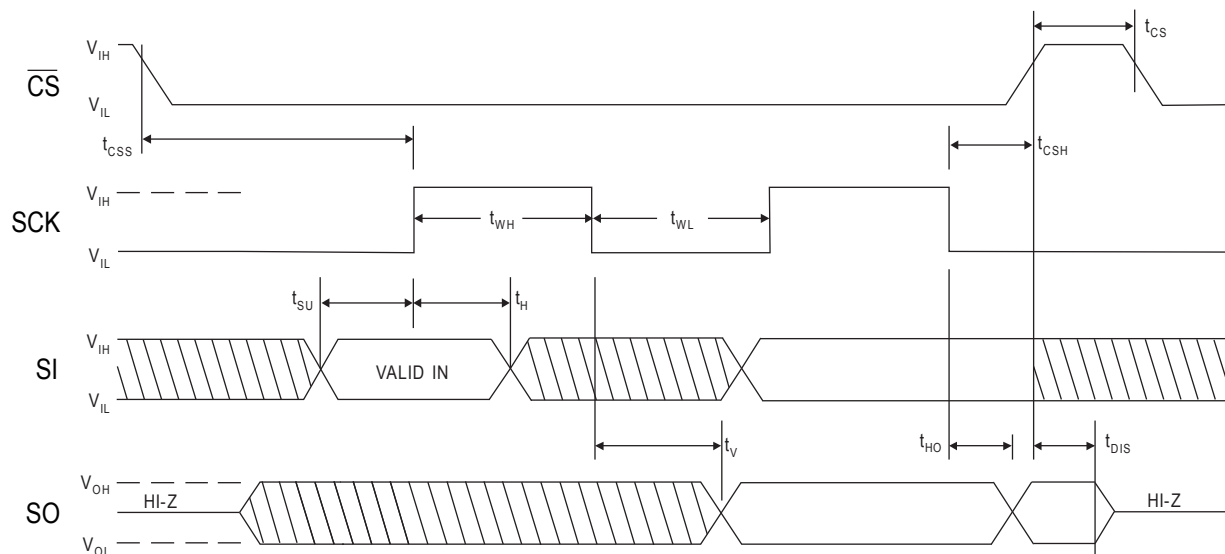 V_IH
t_CS
C̅S̅
V_IL
t_CSS
t_CSH
V_IH
SCK
t_WH
t_WL
V_IL
t_SU
t_H
V_IH
SI
VALID IN
V_IL
t_V
t_HO
t_DIS
V_OH
HI-Z
HI-Z
SO
V_OL